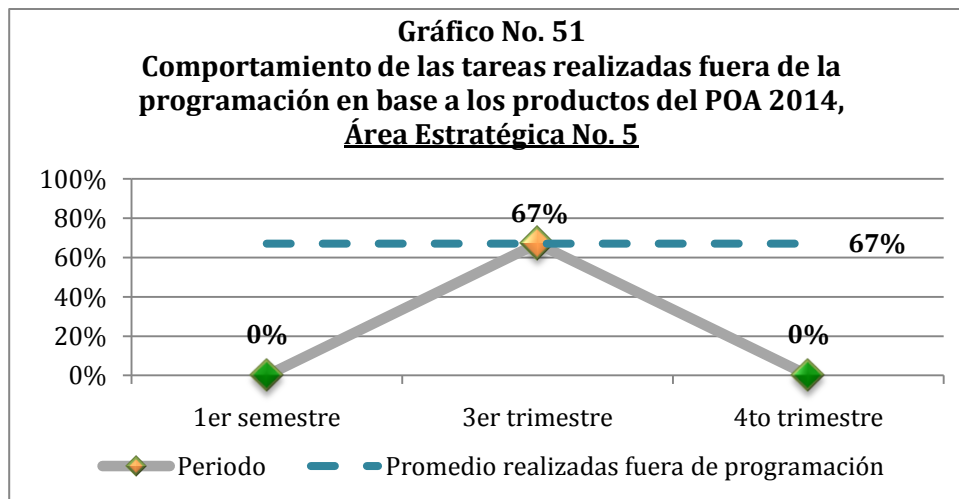 Gráfico No. 51
Comportamiento de las tareas realizadas fuera de la
programación en base a los productos del POA 2014,
Área Estratégica No. 5
100%
80%
60%
40%
20%
0%
0%
67%
0%
67%
1er semestre
3er trimestre
4to trimestre
Periodo
Promedio realizadas fuera de programación